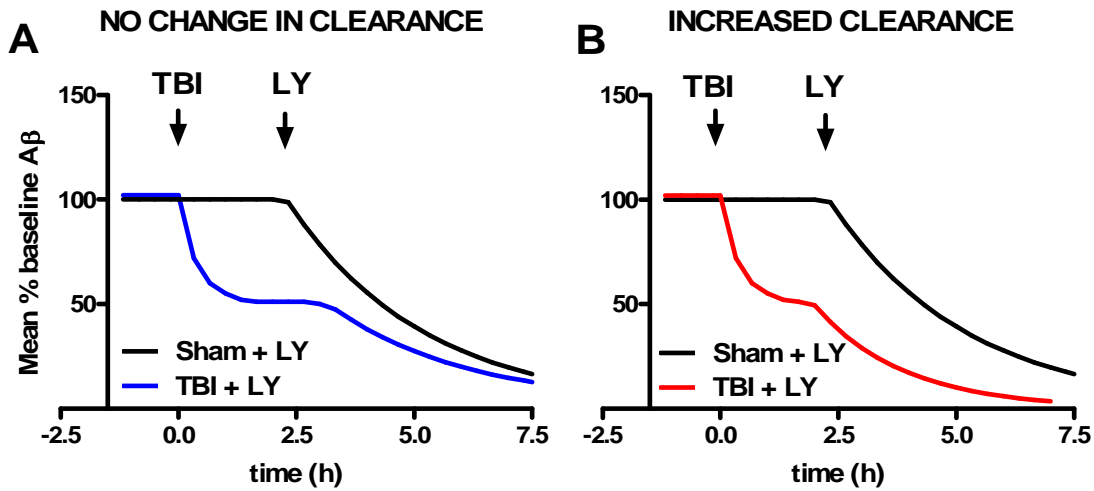 NO CHANGE IN CLEARANCE
A
TBI
LY
150
100
50
Mean % baseline Aβ
Sham + LY
TBI + LY
-2.5
0.0
2.5
5.0
7.5
time (h)
INCREASED CLEARANCE
B
TBI
LY
150
100
50
Sham + LY
TBI + LY
-2.5
0.0
2.5
5.0
7.5
time (h)